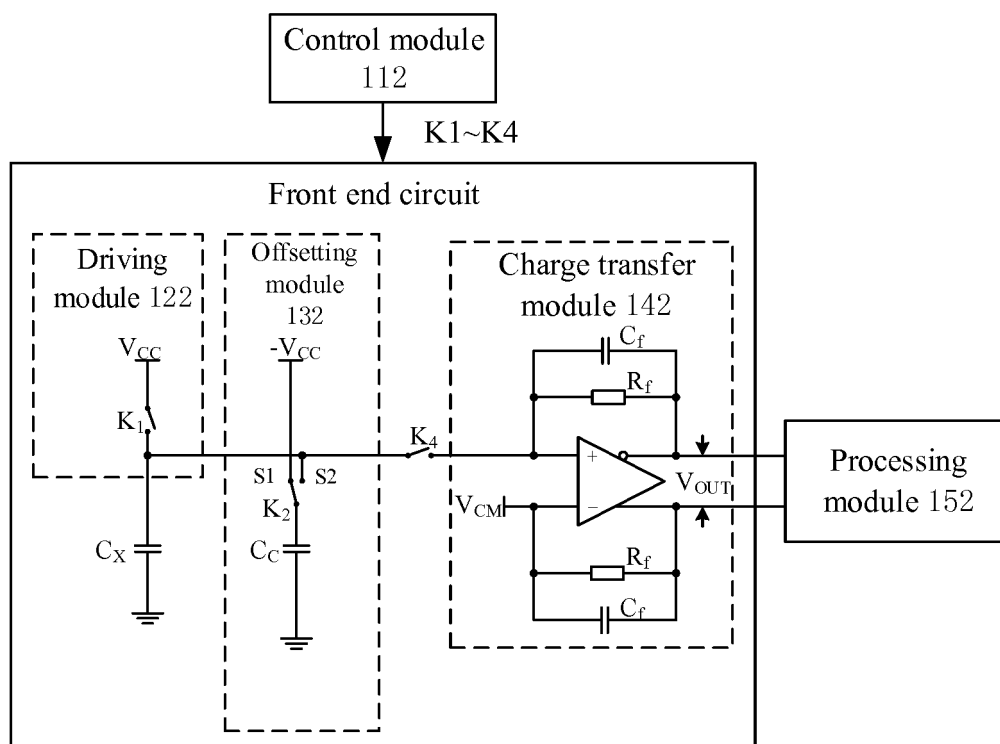 Control module
112
K1~K4
Front end circuit
Driving
module 122
V_CC
K_1
C_X
Offsetting
module
132
-V_CC
S1
S2
K_2
C_C
K_4
Charge transfer
module 142
C_f
R_f
+
V_OUT
V_CM
−
R_f
C_f
Processing
module 152